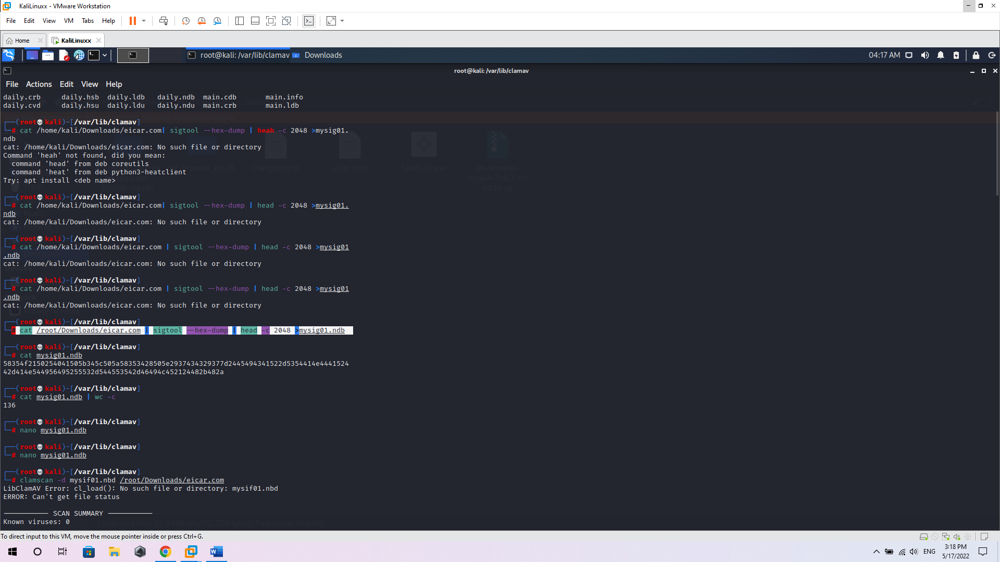 KaliLinuxx - VMware Workstation
File Edit View VM Tabs Help
Home KaliLinuxx
root@kali: /var/lib/clamav Downloads 04:17 AM
root@kali: /var/lib/clamav
File Actions Edit View Help
daily.crb daily.hsb daily.ldb daily.ndb main.cdb main.info
daily.cvd daily.hsu daily.ldu daily.ndu main.crb main.ldb
(root kali)-[/var/lib/clamav]
# cat /home/kali/Downloads/eicar.com| sigtool --hex-dump | heah -c 2048 >mysig01.
ndb
cat: /home/kali/Downloads/eicar.com: No such file or directory
Command 'heah' not found, did you mean:
command 'head' from deb coreutils
command 'heat' from deb python3-heatclient
Try: apt install <deb name>
(root kali)-[/var/lib/clamav]
# cat /home/kali/Downloads/eicar.com| sigtool --hex-dump | head -c 2048 >mysig01.
ndb
cat: /home/kali/Downloads/eicar.com: No such file or directory
(root kali)-[/var/lib/clamav]
# cat /home/kali/Downloads/eicar.com | sigtool --hex-dump | head -c 2048 >mysig01
.ndb
cat: /home/kali/Downloads/eicar.com: No such file or directory
(root kali)-[/var/lib/clamav]
# cat /home/kali/Downloads/eicar.com | sigtool --hex-dump | head -c 2048 >mysig01
.ndb
cat: /home/kali/Downloads/eicar.com: No such file or directory
(root kali)-[/var/lib/clamav]
# cat /root/Downloads/eicar.com | sigtool --hex-dump | head -c 2048 >mysig01.ndb
(root kali)-[/var/lib/clamav]
# cat mysig01.ndb
58354f2150254041505b345c505a58353428505e2937434329377d2445494341522d5354414e4441524
42d414e544956495255532d544553542d46494c452124482b482a
(root kali)-[/var/lib/clamav]
# cat mysig01.ndb | wc -c
136
(root kali)-[/var/lib/clamav]
# nano mysig01.ndb
(root kali)-[/var/lib/clamav]
# nano mysig01.ndb
(root kali)-[/var/lib/clamav]
# clamscan -d mysif01.nbd /root/Downloads/eicar.com
LibClamAV Error: cl_load(): No such file or directory: mysif01.nbd
ERROR: Can't get file status
----------- SCAN SUMMARY -----------
Known viruses: 0
To direct input to this VM, move the mouse pointer inside or press Ctrl+G.
ENG 3:18 PM
5/17/2022